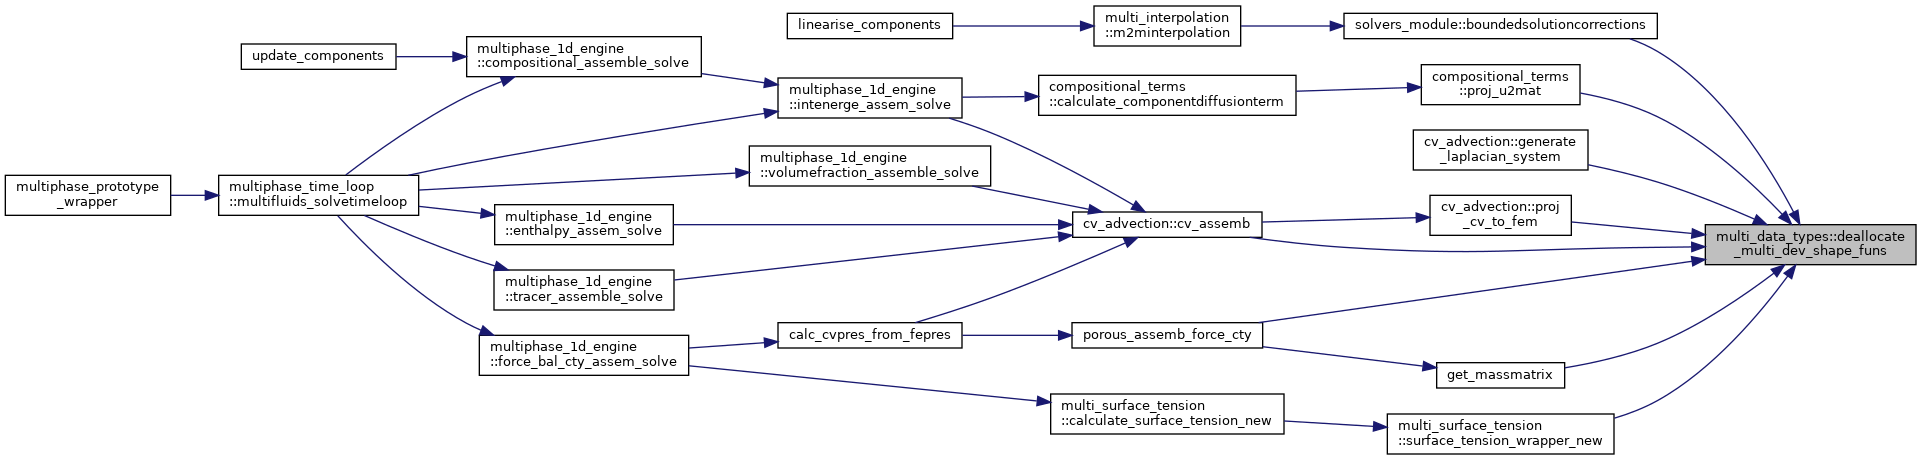 linearise_components
multi_interpolation
::m2minterpolation
solvers_module::boundedsolutioncorrections
update_components
multiphase_1d_engine
::compositional_assemble_solve
multiphase_1d_engine
::intenerge_assem_solve
compositional_terms
::calculate_componentdiffusionterm
compositional_terms
::proj_u2mat
cv_advection::generate
_laplacian_system
multiphase_1d_engine
::volumefraction_assemble_solve
multiphase_prototype
_wrapper
multiphase_time_loop
::multifluids_solvetimeloop
multiphase_1d_engine
::enthalpy_assem_solve
cv_advection::cv_assemb
cv_advection::proj
_cv_to_fem
multi_data_types::deallocate
_multi_dev_shape_funs
multiphase_1d_engine
::tracer_assemble_solve
multiphase_1d_engine
::force_bal_cty_assem_solve
calc_cvpres_from_fepres
porous_assemb_force_cty
get_massmatrix
multi_surface_tension
::calculate_surface_tension_new
multi_surface_tension
::surface_tension_wrapper_new